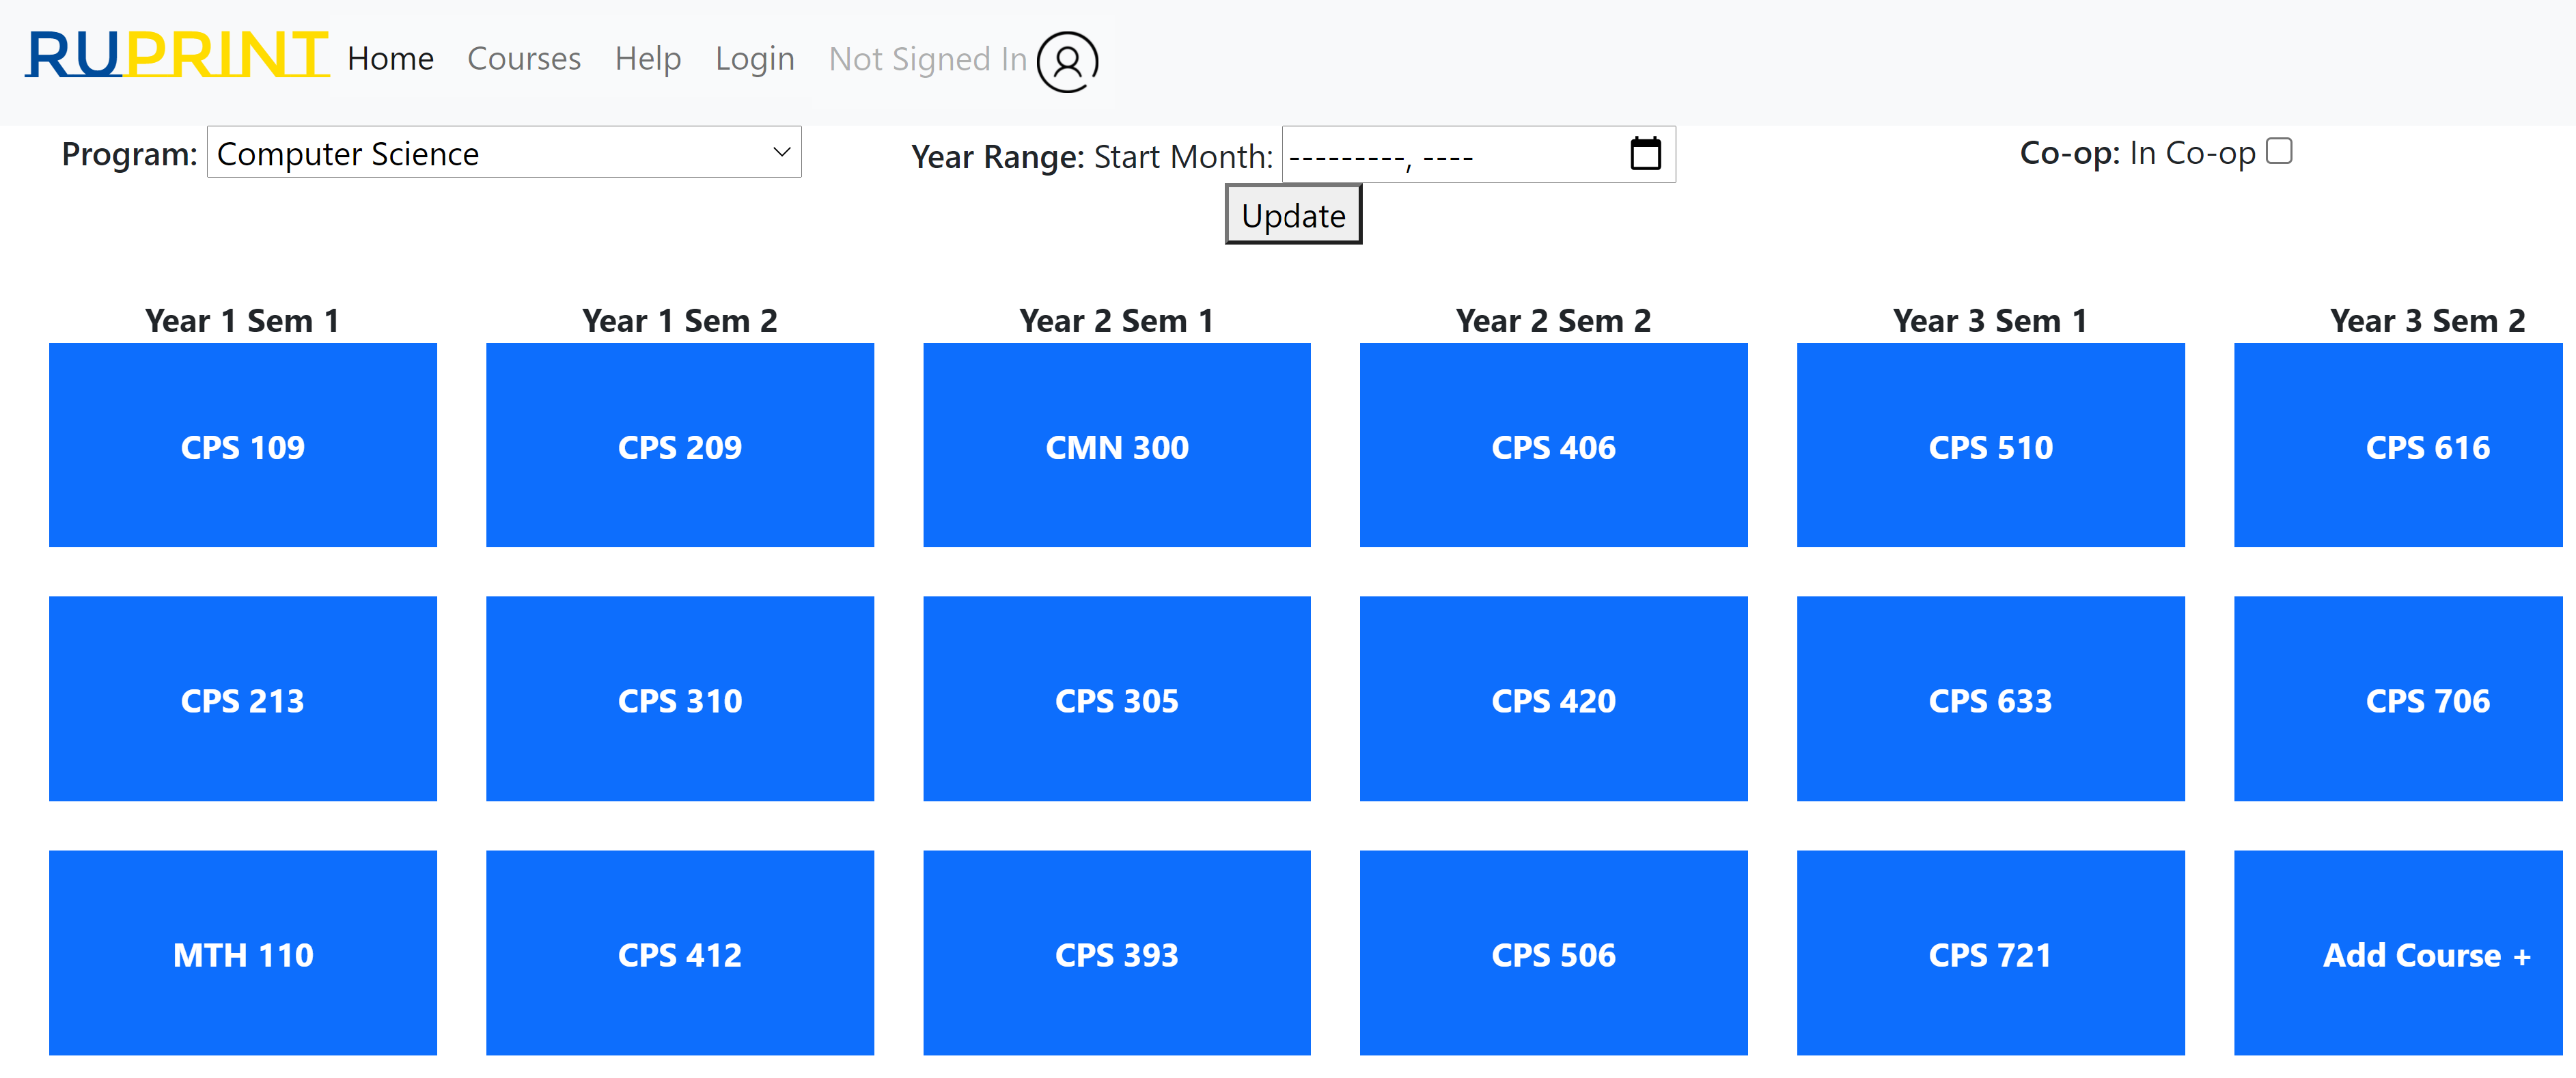 RUPRINT Home Courses Help Login Not Signed In
Program: Computer Science Year Range: Start Month: ---------, ---- Co-op: In Co-op
Update
Year 1 Sem 1 Year 1 Sem 2 Year 2 Sem 1 Year 2 Sem 2 Year 3 Sem 1 Year 3 Sem 2
CPS 109 CPS 209 CMN 300 CPS 406 CPS 510 CPS 616
CPS 213 CPS 310 CPS 305 CPS 420 CPS 633 CPS 706
MTH 110 CPS 412 CPS 393 CPS 506 CPS 721 Add Course +